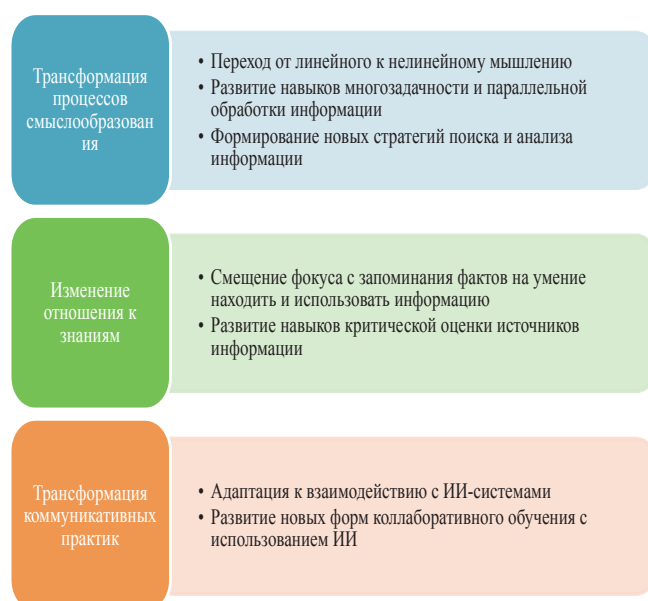 Трансформация
процессов
смыслообразован
ия
• Переход от линейного к нелинейному мышлению
• Развитие навыков многозадачности и параллельной
обработки информации
• Формирование новых стратегий поиска и анализа
информации
Изменение
отношения к
знаниям
• Смещение фокуса с запоминания фактов на умение
находить и использовать информацию
• Развитие навыков критической оценки источников
информации
Трансформация
коммуникативных
практик
• Адаптация к взаимодействию с ИИ-системами
• Развитие новых форм коллаборативного обучения с
использованием ИИ